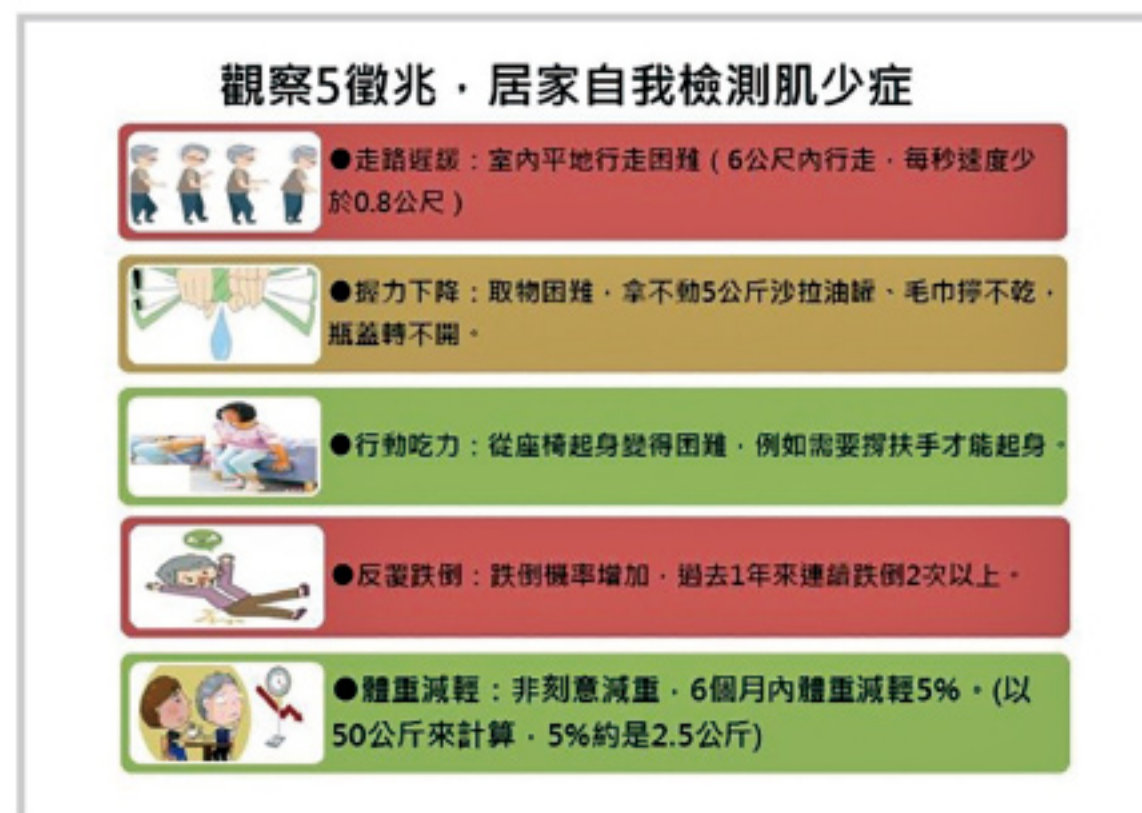 觀察5徵兆，居家自我檢測肌少症
●走路遲緩：室內平地行走困難（6公尺內行走，每秒速度少
於0.8公尺）
●握力下降：取物困難，拿不動5公斤沙拉油罐、毛巾擰不乾，
瓶蓋轉不開。
●行動吃力：從座椅起身變得困難，例如需要撐扶手才能起身。
●反覆跌倒：跌倒機率增加，過去1年來連續跌倒2次以上。
●體重減輕：非刻意減重，6個月內體重減輕5%。(以
50公斤來計算，5%約是2.5公斤)